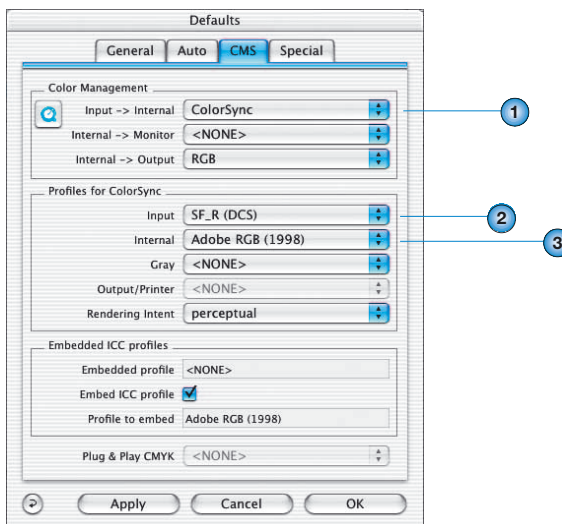 Defaults
General Auto CMS Special
Color Management
Input -> Internal ColorSync 1
Internal -> Monitor <NONE>
Internal -> Output RGB
Profiles for ColorSync
Input SF_R (DCS) 2
Internal Adobe RGB (1998) 3
Gray <NONE>
Output/Printer <NONE>
Rendering Intent perceptual
Embedded ICC profiles
Embedded profile <NONE>
Embed ICC profile
Profile to embed Adobe RGB (1998)
Plug & Play CMYK <NONE>
Apply Cancel OK